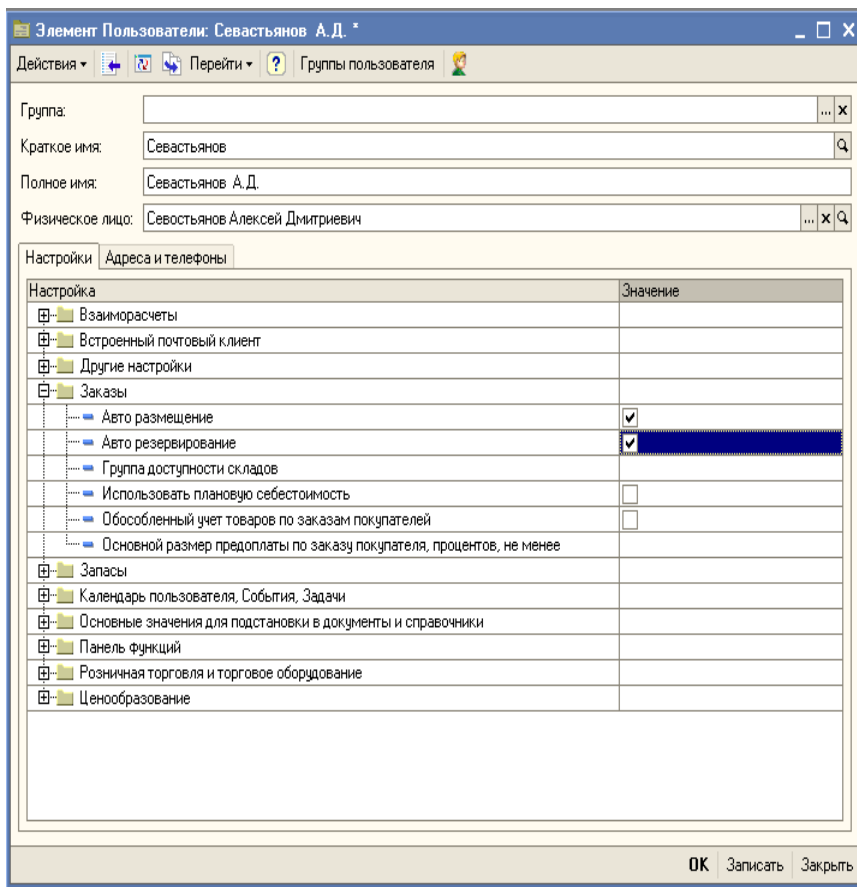 Элемент Пользователи: Севастьянов А.Д. *
Действия Перейти ? Группы пользователя
Группа: ... x
Краткое имя: Севастьянов
Полное имя: Севастьянов А.Д.
Физическое лицо: Севостьянов Алексей Дмитриевич ... x
Настройки Адреса и телефоны
Настройка Значение
Взаиморасчеты
Встроенный почтовый клиент
Другие настройки
Заказы
Авто размещение
Авто резервирование
Группа доступности складов
Использовать плановую себестоимость
Обособленный учет товаров по заказам покупателей
Основной размер предоплаты по заказу покупателя, процентов, не менее
Запасы
Календарь пользователя, События, Задачи
Основные значения для подстановки в документы и справочники
Панель функций
Розничная торговля и торговое оборудование
Ценообразование
OK Записать Закрыть